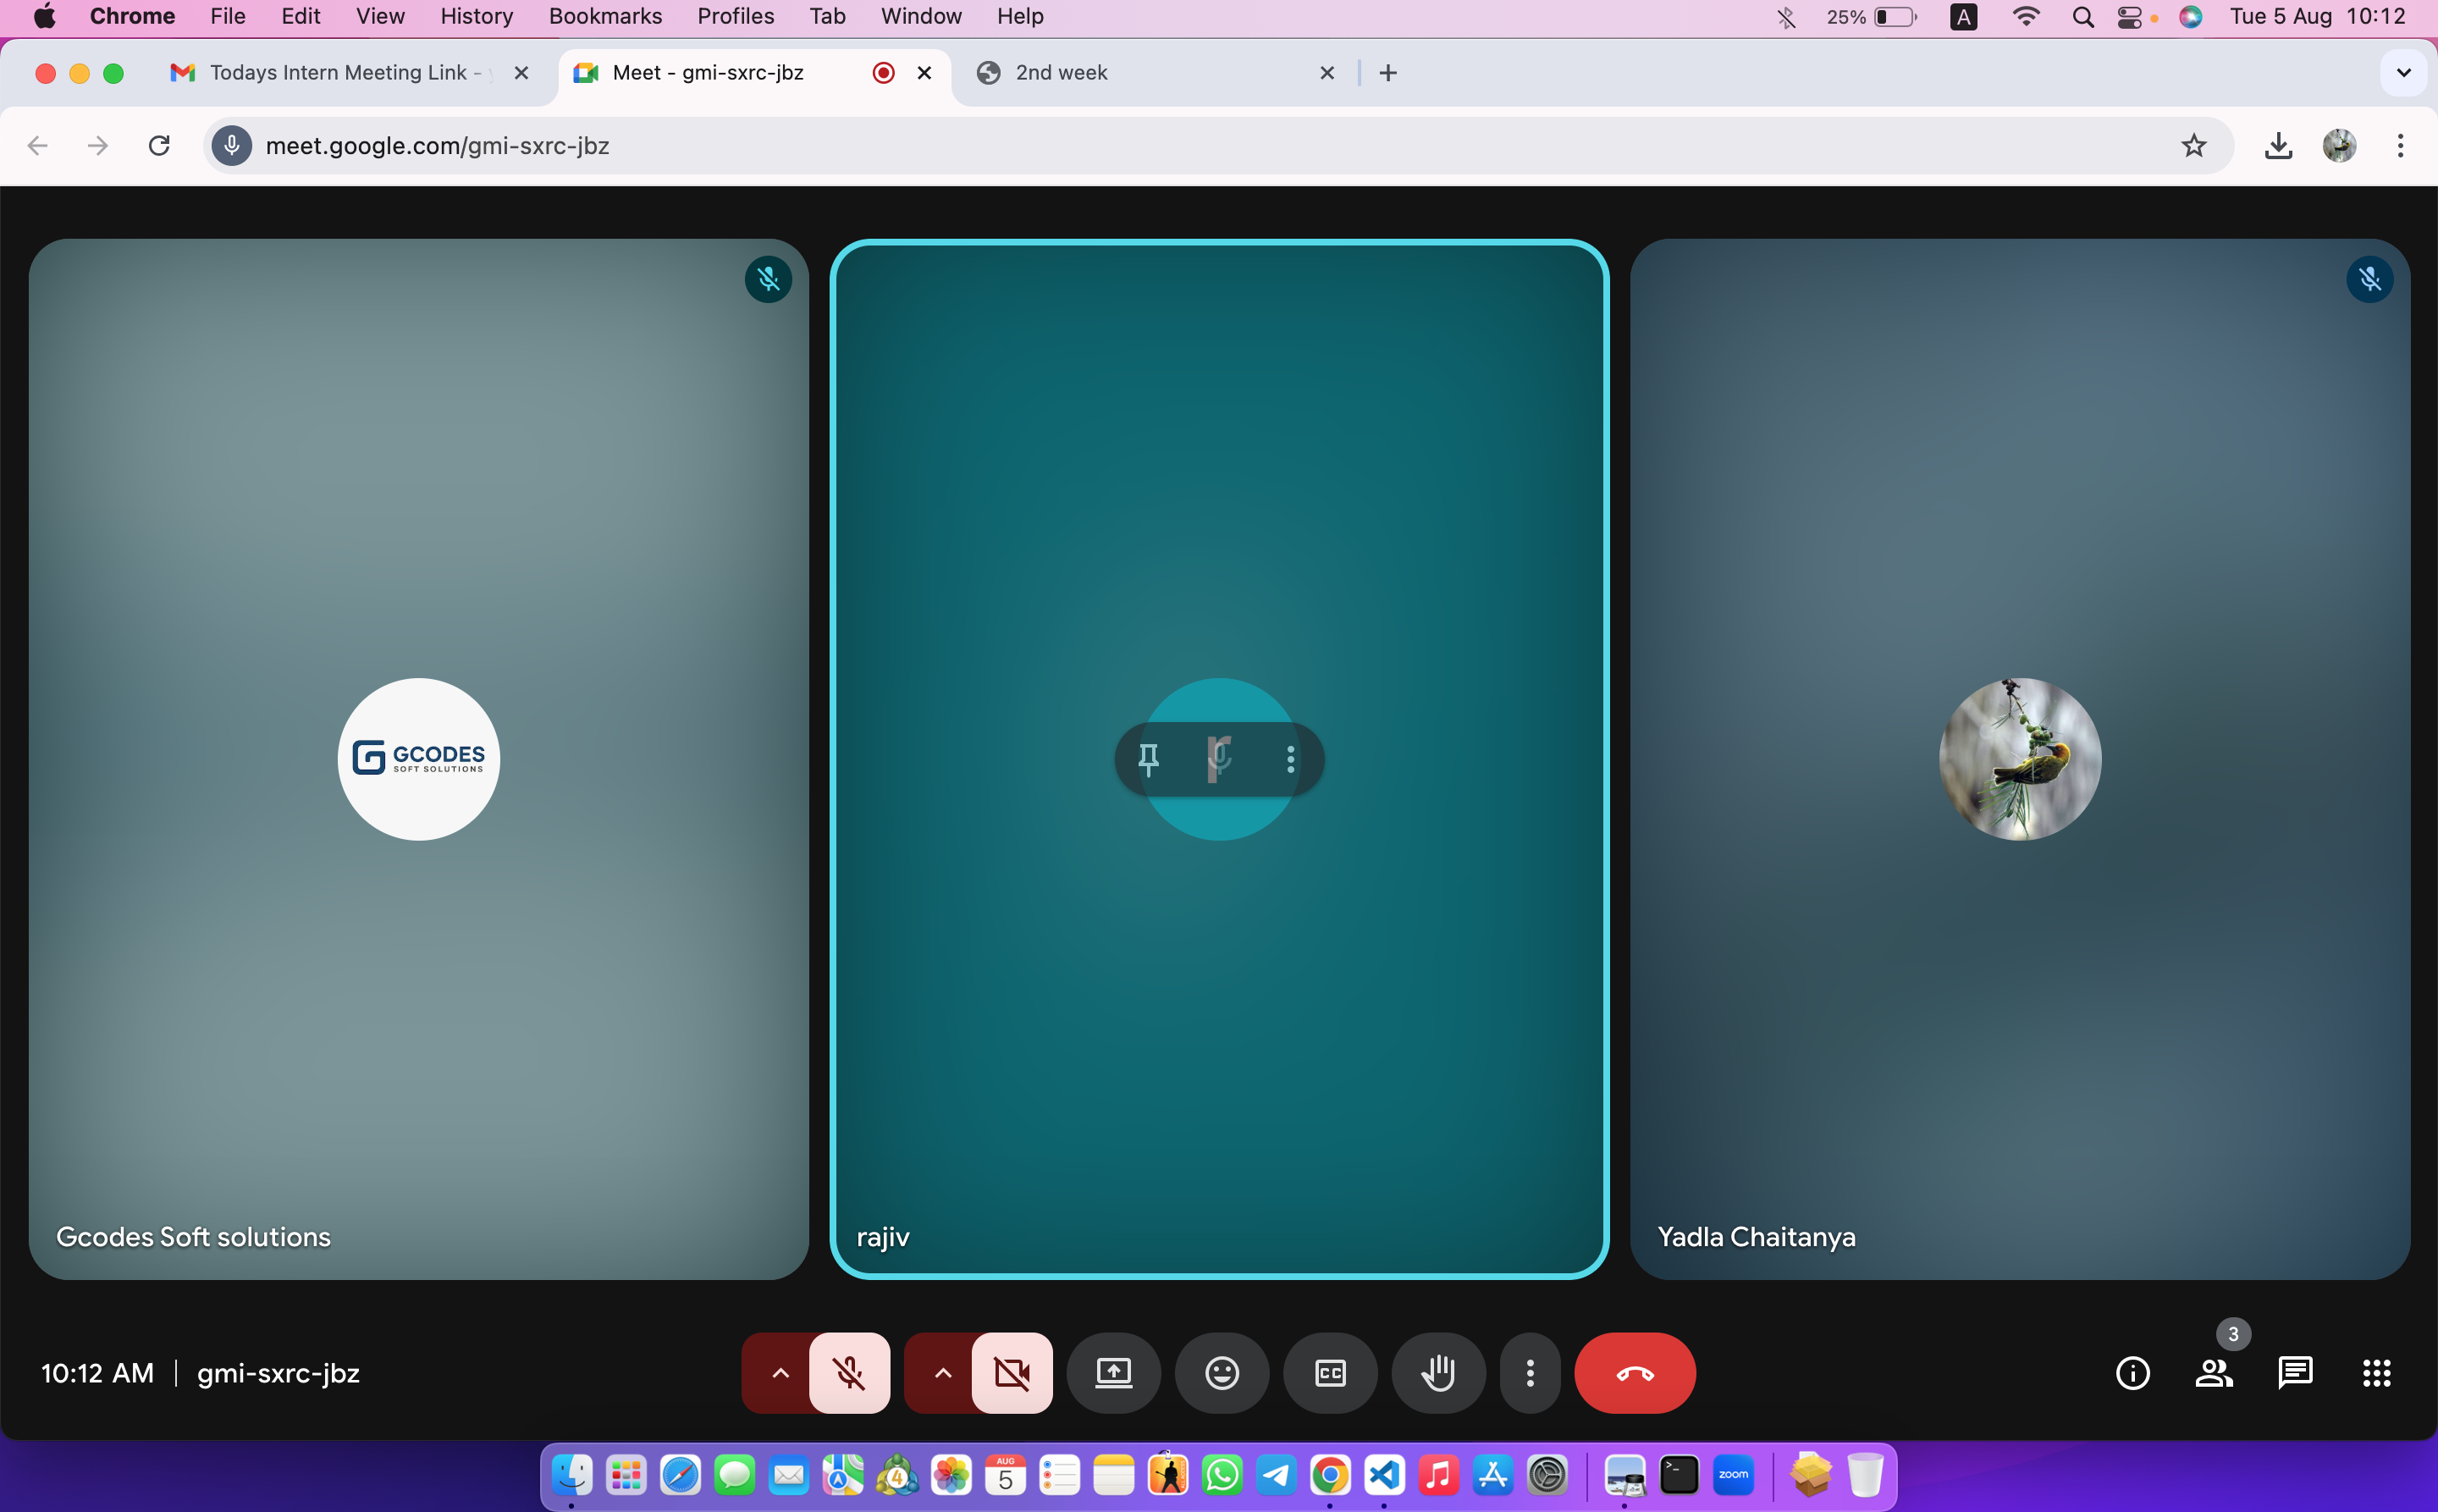 Chrome File Edit View History Bookmarks Profiles Tab Window Help 25% A Tue 5 Aug 10:12
Todays Intern Meeting Link - Meet - gmi-sxrc-jbz 2nd week
meet.google.com/gmi-sxrc-jbz
GCODES
SOFT SOLUTIONS
r
Gcodes Soft solutions rajiv Yadla Chaitanya
3
10:12 AM gmi-sxrc-jbz CC
AUG
5
4
zoom